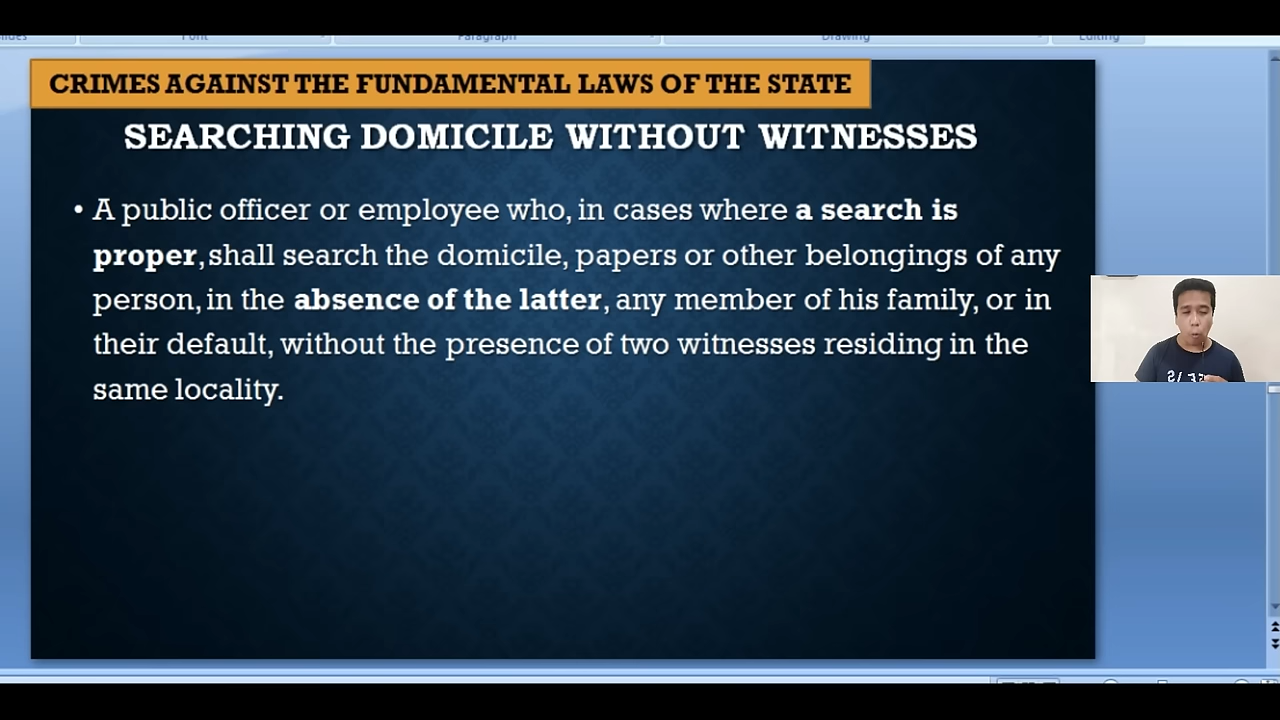 Font
Paragraph
Drawing
Editing
CRIMES AGAINST THE FUNDAMENTAL LAWS OF THE STATE
SEARCHING DOMICILE WITHOUT WITNESSES
• A public officer or employee who, in cases where a search is
proper, shall search the domicile, papers or other belongings of any
person, in the absence of the latter, any member of his family, or in
their default, without the presence of two witnesses residing in the
same locality.